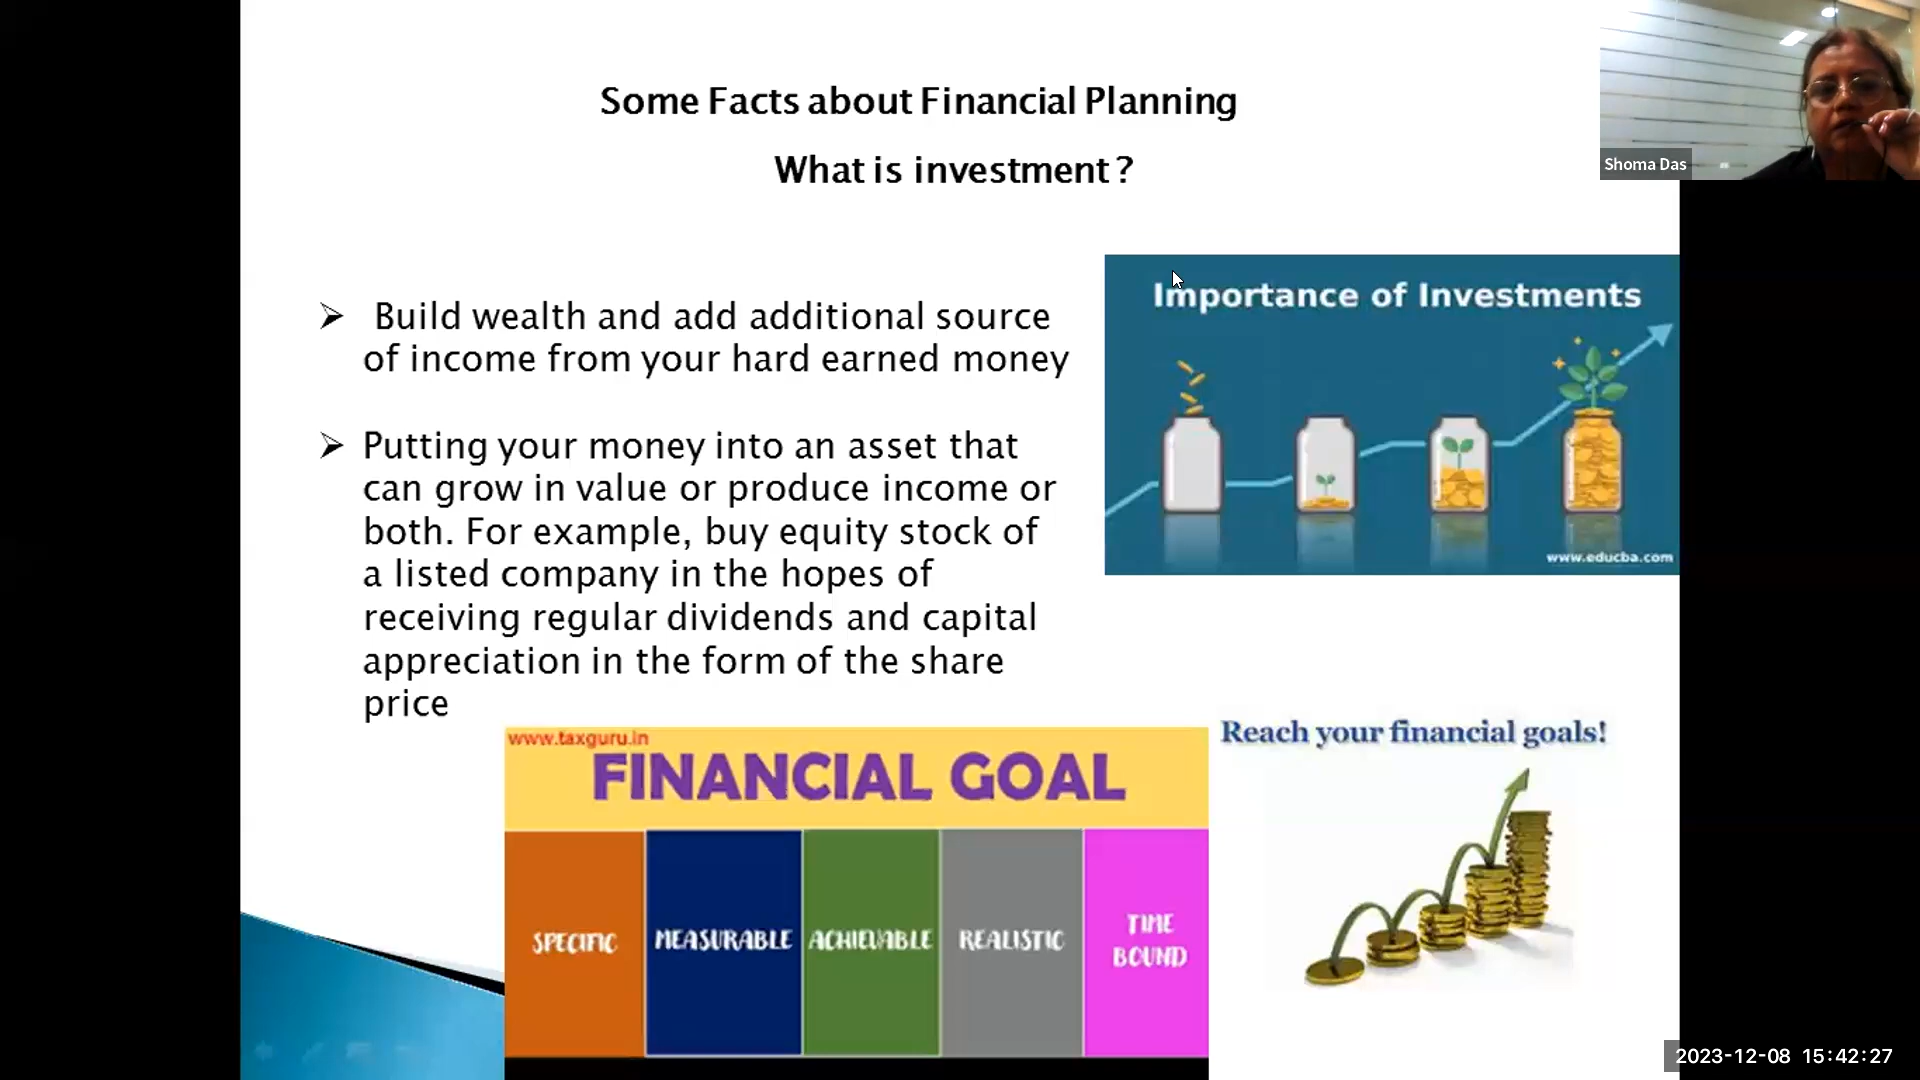 Some Facts about Financial Planning
What is investment ?
Shoma Das
➢ Build wealth and add additional source
of income from your hard earned money
➢ Putting your money into an asset that
can grow in value or produce income or
both. For example, buy equity stock of
a listed company in the hopes of
receiving regular dividends and capital
appreciation in the form of the share
price
Importance of Investments
www.educba.com
www.taxguru.in
FINANCIAL GOAL
SPECIFIC
MEASURABLE
ACHIEVABLE
REALISTIC
TIME
BOUND
Reach your financial goals!
2023-12-08 15:42:27